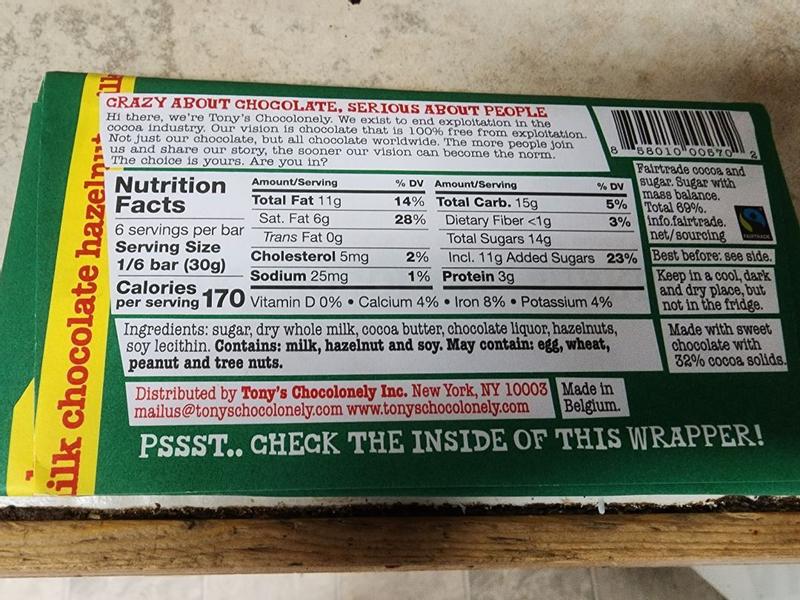 CRAZY ABOUT CHOCOLATE, SERIOUS ABOUT PEOPLE
Hi there, we're Tony's Chocolonely. We exist to end exploitation in the
cocoa industry. Our vision is chocolate that is 100% free from exploitation.
Not just our chocolate, but all chocolate worldwide. The more people join
us and share our story, the sooner our vision can become the norm.
The choice is yours. Are you in?
8 58010 00670 2
ilk chocolate hazelnut
Nutrition
Facts
6 servings per bar
Serving Size
1/6 bar (30g)
Calories
per serving 170
Amount/Serving % DV
Total Fat 11g 14%
Sat. Fat 6g 28%
Trans Fat 0g
Cholesterol 5mg 2%
Sodium 25mg 1%
Amount/Serving % DV
Total Carb. 15g 5%
Dietary Fiber <1g 3%
Total Sugars 14g
Incl. 11g Added Sugars 23%
Protein 3g
Vitamin D 0% • Calcium 4% • Iron 8% • Potassium 4%
Fairtrade cocoa and
sugar. Sugar with
mass balance.
Total 69%.
info.fairtrade.
net/sourcing
FAIRTRADE
Best before: see side.
Keep in a cool, dark
and dry place, but
not in the fridge.
Made with sweet
chocolate with
32% cocoa solids.
Ingredients: sugar, dry whole milk, cocoa butter, chocolate liquor, hazelnuts,
soy lecithin. Contains: milk, hazelnut and soy. May contain: egg, wheat,
peanut and tree nuts.
Distributed by Tony's Chocolonely Inc. New York, NY 10003
mailus@tonyschocolonely.com www.tonyschocolonely.com
Made in
Belgium.
PSSST.. CHECK THE INSIDE OF THIS WRAPPER!